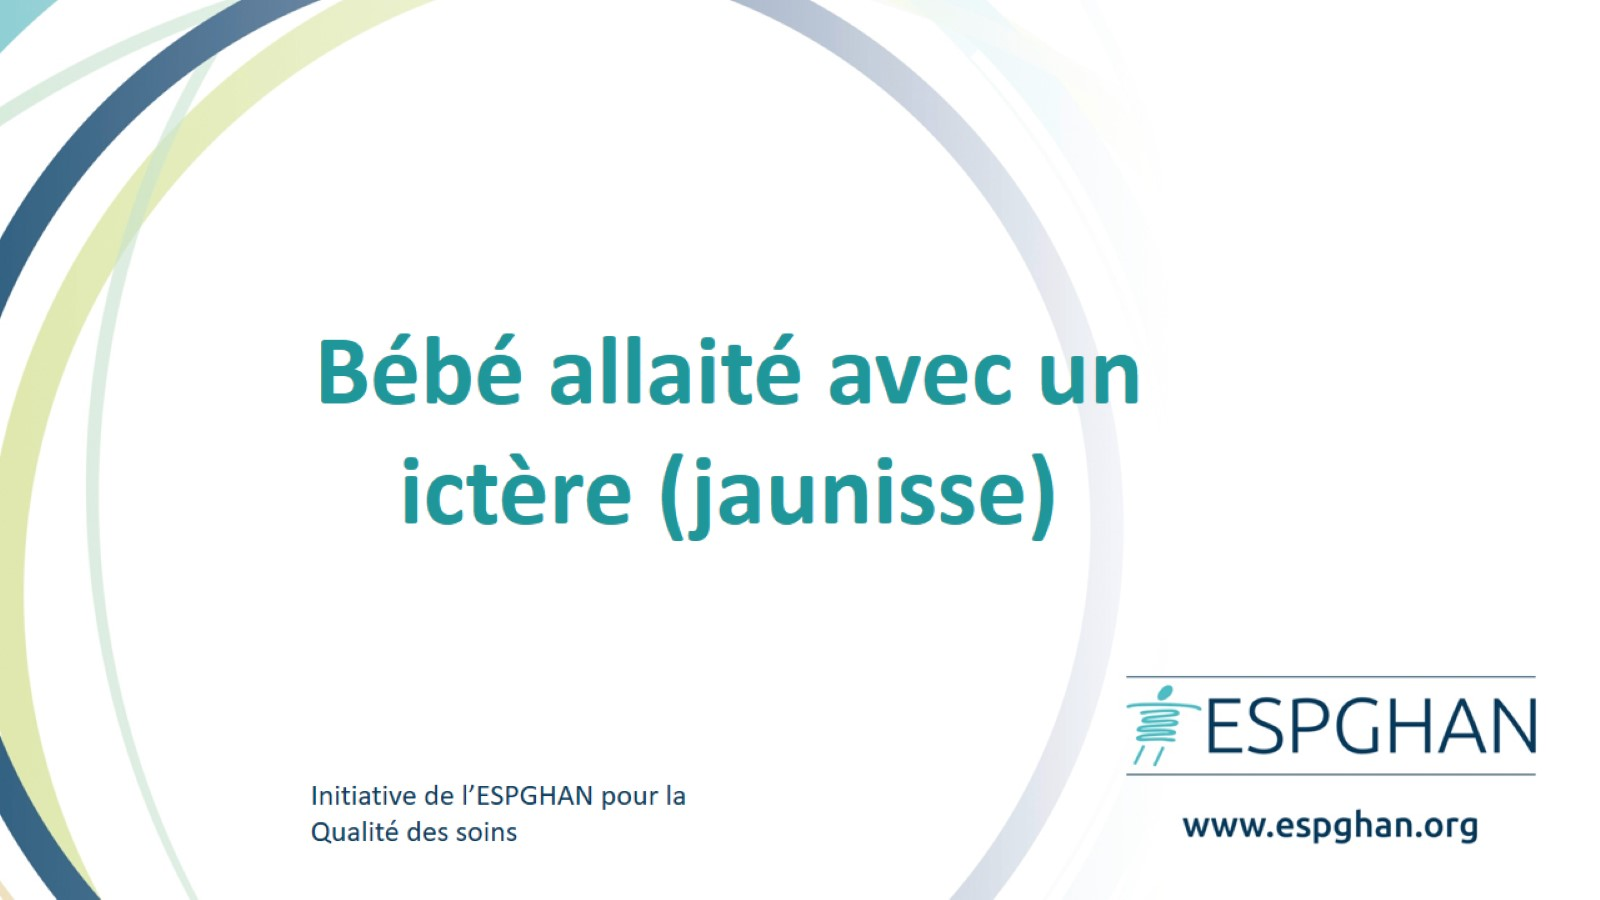 Bébé allaité avec un
ictère (jaunisse)
ESPGHAN
Initiative de l’ESPGHAN pour la
Qualité des soins
www.espghan.org